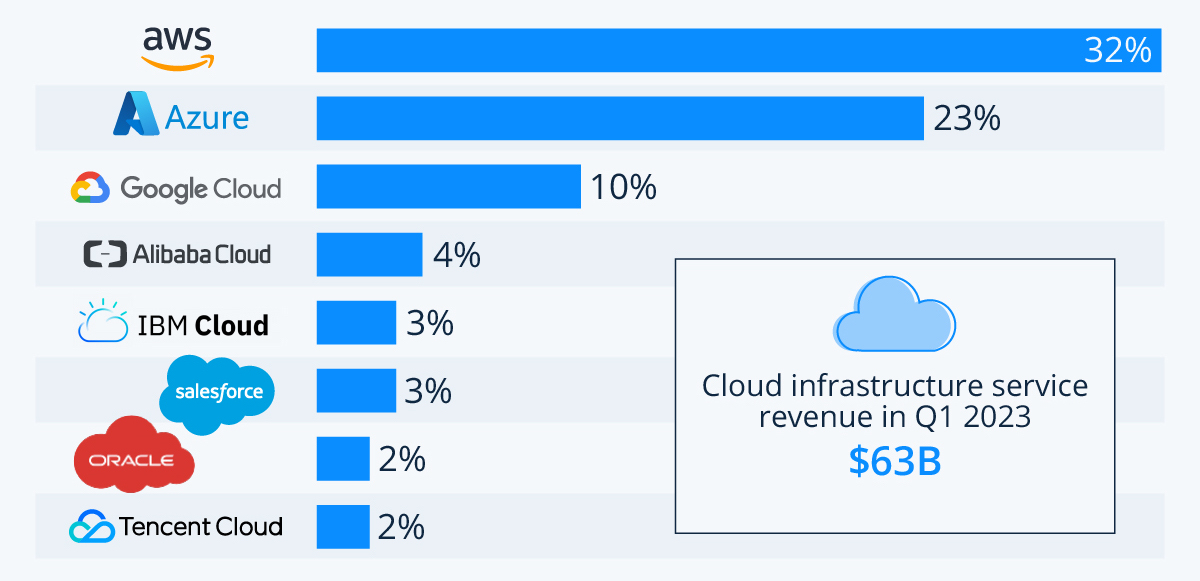 aws
32%
Azure
23%
Google Cloud
10%
Alibaba Cloud
4%
IBM Cloud
3%
salesforce
3%
ORACLE
2%
Tencent Cloud
2%
Cloud infrastructure service
revenue in Q1 2023
$63B